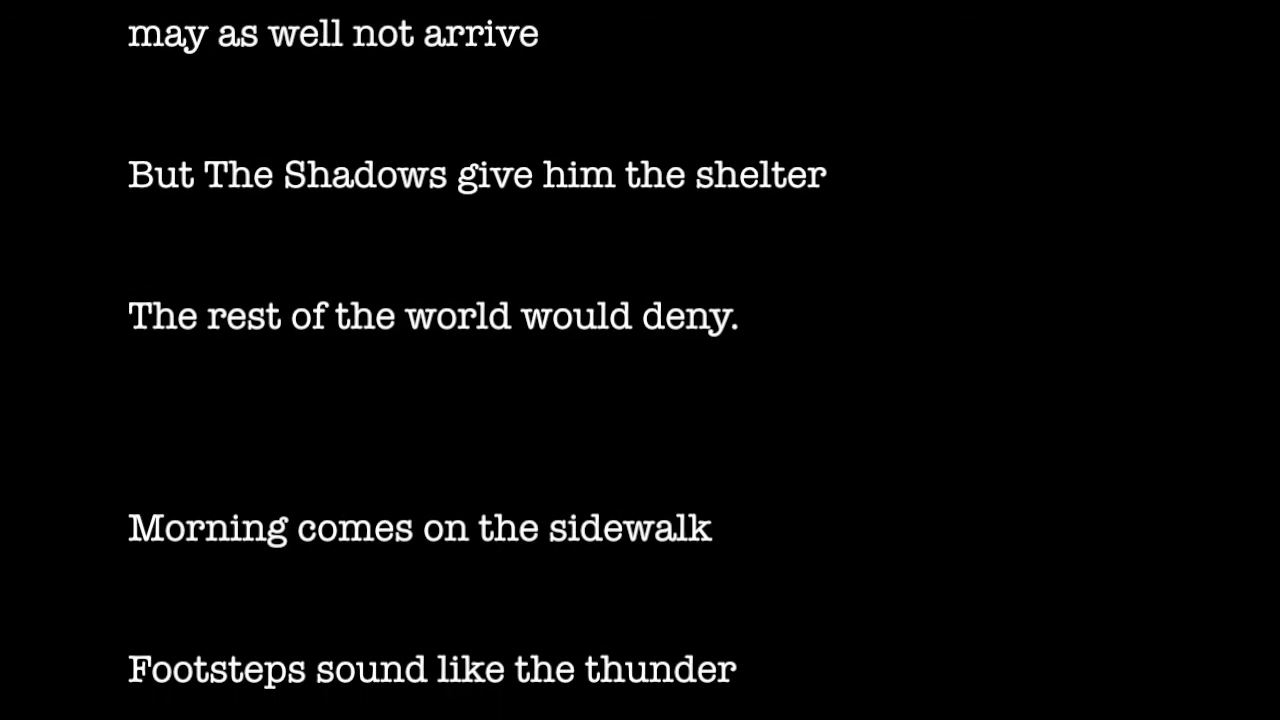 may as well not arrive
But The Shadows give him the shelter
The rest of the world would deny.
Morning comes on the sidewalk
Footsteps sound like the thunder